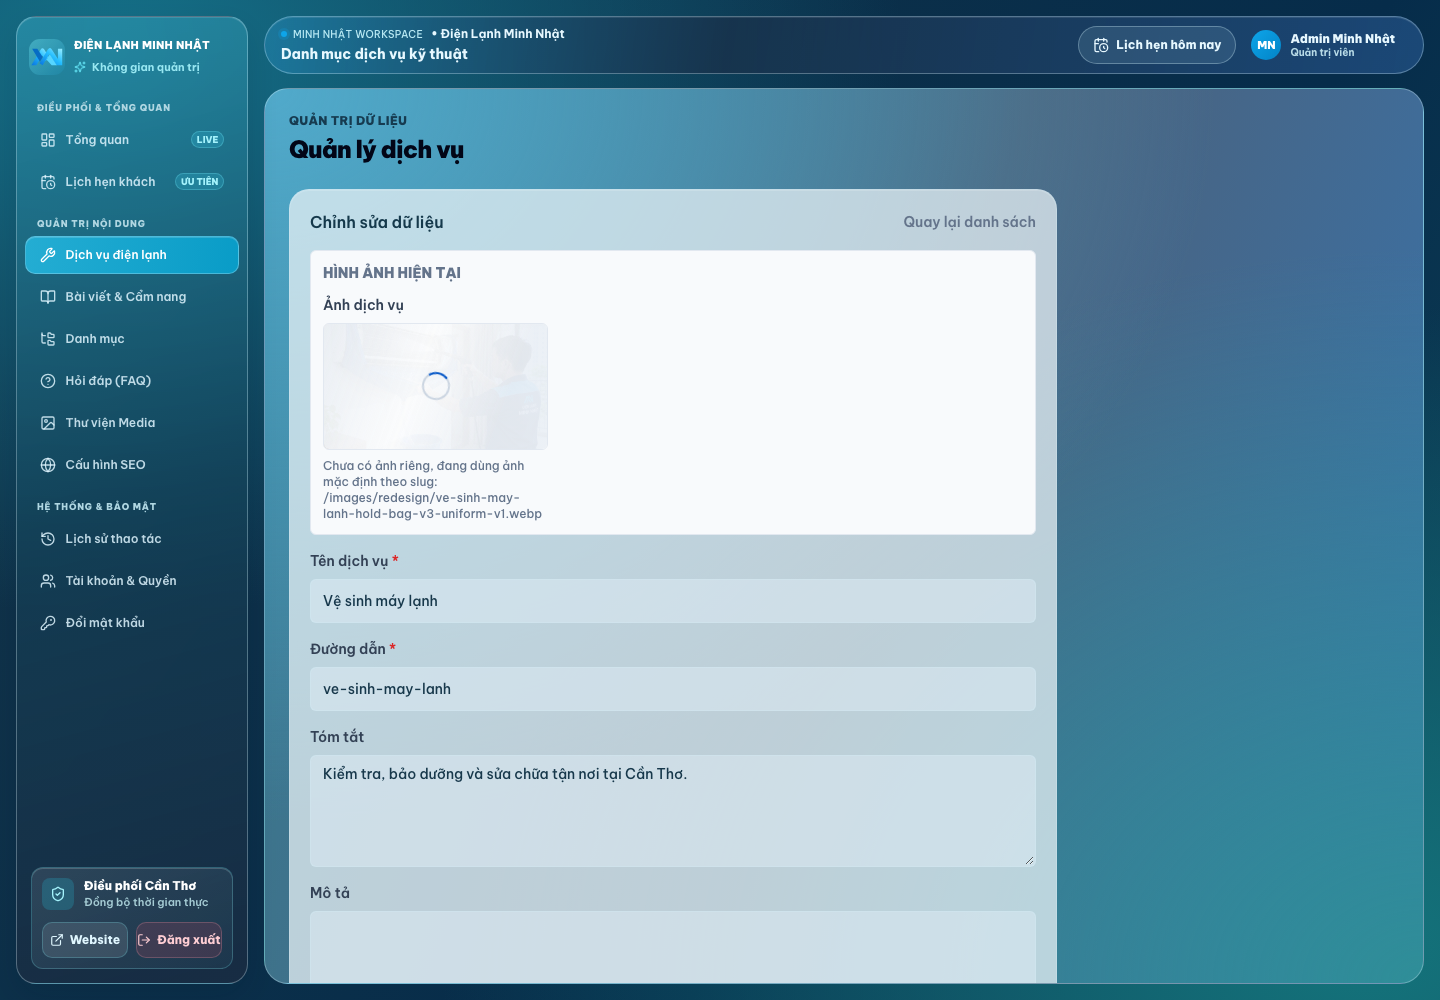 ĐIỆN LẠNH MINH NHẬT
Không gian quản trị
ĐIỀU PHỐI & TỔNG QUAN
Tổng quan
LIVE
Lịch hẹn khách
ƯU TIÊN
QUẢN TRỊ NỘI DUNG
Dịch vụ điện lạnh
Bài viết & Cẩm nang
Danh mục
Hỏi đáp (FAQ)
Thư viện Media
Cấu hình SEO
HỆ THỐNG & BẢO MẬT
Lịch sử thao tác
Tài khoản & Quyền
Đổi mật khẩu
Điều phối Cần Thơ
Đồng bộ thời gian thực
Website
Đăng xuất
MINH NHẬT WORKSPACE • Điện Lạnh Minh Nhật
Danh mục dịch vụ kỹ thuật
Lịch hẹn hôm nay
MN
Admin Minh Nhật
Quản trị viên
QUẢN TRỊ DỮ LIỆU
Quản lý dịch vụ
Chỉnh sửa dữ liệu
Quay lại danh sách
HÌNH ẢNH HIỆN TẠI
Ảnh dịch vụ
Chưa có ảnh riêng, đang dùng ảnh
mặc định theo slug:
/images/redesign/ve-sinh-may-
lanh-hold-bag-v3-uniform-v1.webp
Tên dịch vụ *
Vệ sinh máy lạnh
Đường dẫn *
ve-sinh-may-lanh
Tóm tắt
Kiểm tra, bảo dưỡng và sửa chữa tận nơi tại Cần Thơ.
Mô tả